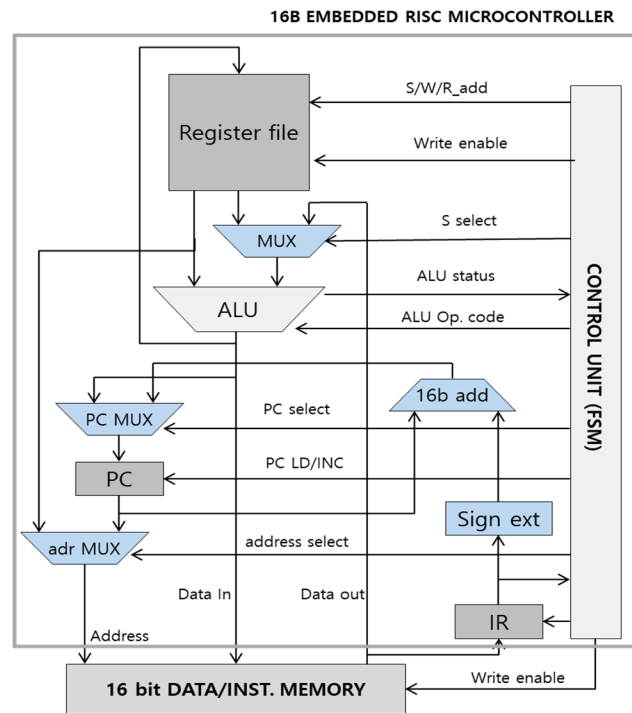 16B EMBEDDED RISC MICROCONTROLLER
S/W/R_add
Register file
Write enable
S select
MUX
ALU status
ALU
ALU Op. code
CONTROL UNIT (FSM)
16b add
PC MUX
PC select
PC LD/INC
PC
Sign ext
address select
adr MUX
Data In
Data out
IR
Address
Write enable
16 bit DATA/INST. MEMORY